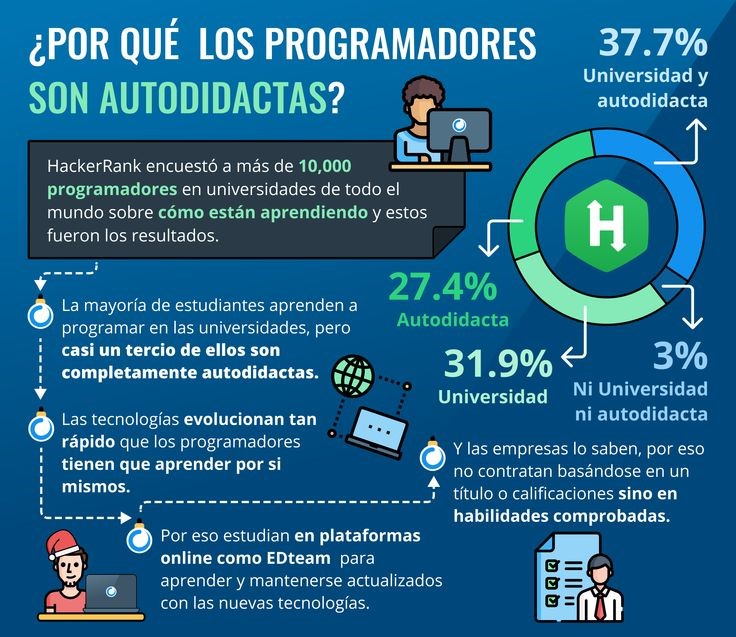 ¿POR QUÉ LOS PROGRAMADORES
SON AUTODIDACTAS?
HackerRank encuestó a más de 10,000
programadores en universidades de todo el
mundo sobre cómo están aprendiendo y estos
fueron los resultados.
37.7%
Universidad y
autodidacta
H
27.4%
Autodidacta
31.9%
Universidad
3%
Ni Universidad
ni autodidacta
La mayoría de estudiantes aprenden a
programar en las universidades, pero
casi un tercio de ellos son
completamente autodidactas.
Las tecnologías evolucionan tan
rápido que los programadores
tienen que aprender por si
mismos.
Por eso estudian en plataformas
online como EDteam para
aprender y mantenerse actualizados
con las nuevas tecnologías.
Y las empresas lo saben, por eso
no contratan basándose en un
título o calificaciones sino en
habilidades comprobadas.